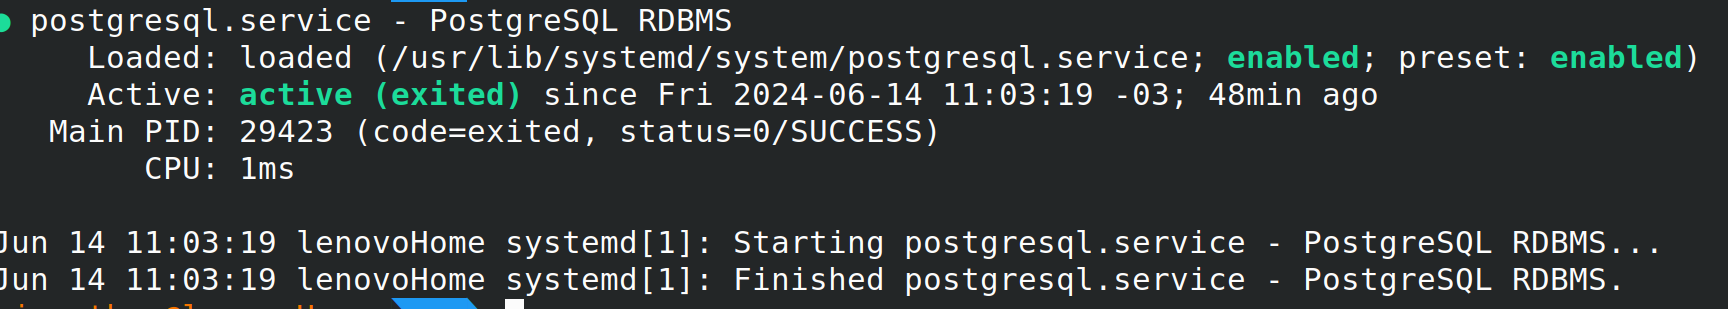 ● postgresql.service - PostgreSQL RDBMS
Loaded: loaded (/usr/lib/systemd/system/postgresql.service; enabled; preset: enabled)
Active: active (exited) since Fri 2024-06-14 11:03:19 -03; 48min ago
Main PID: 29423 (code=exited, status=0/SUCCESS)
CPU: 1ms
Jun 14 11:03:19 lenovoHome systemd[1]: Starting postgresql.service - PostgreSQL RDBMS...
Jun 14 11:03:19 lenovoHome systemd[1]: Finished postgresql.service - PostgreSQL RDBMS.